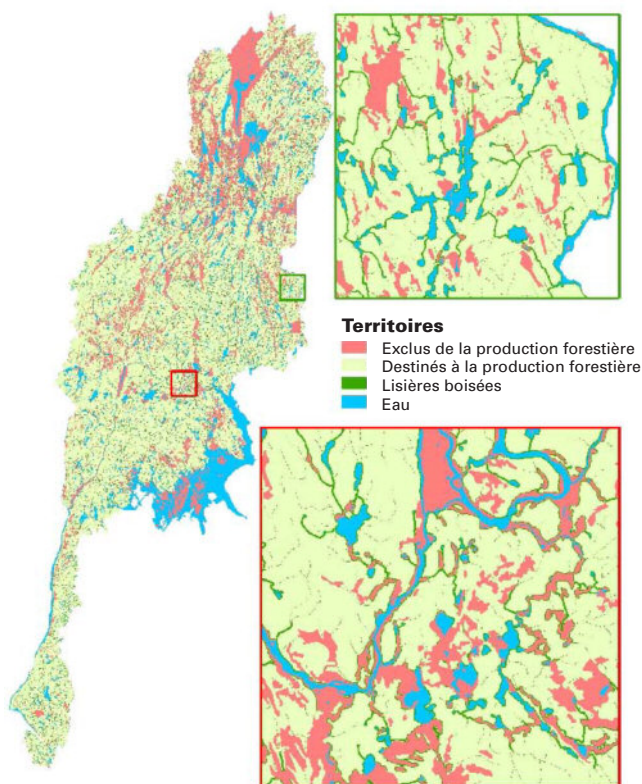 Territoires
Exclus de la production forestière
Destinés à la production forestière
Lisières boisées
Eau